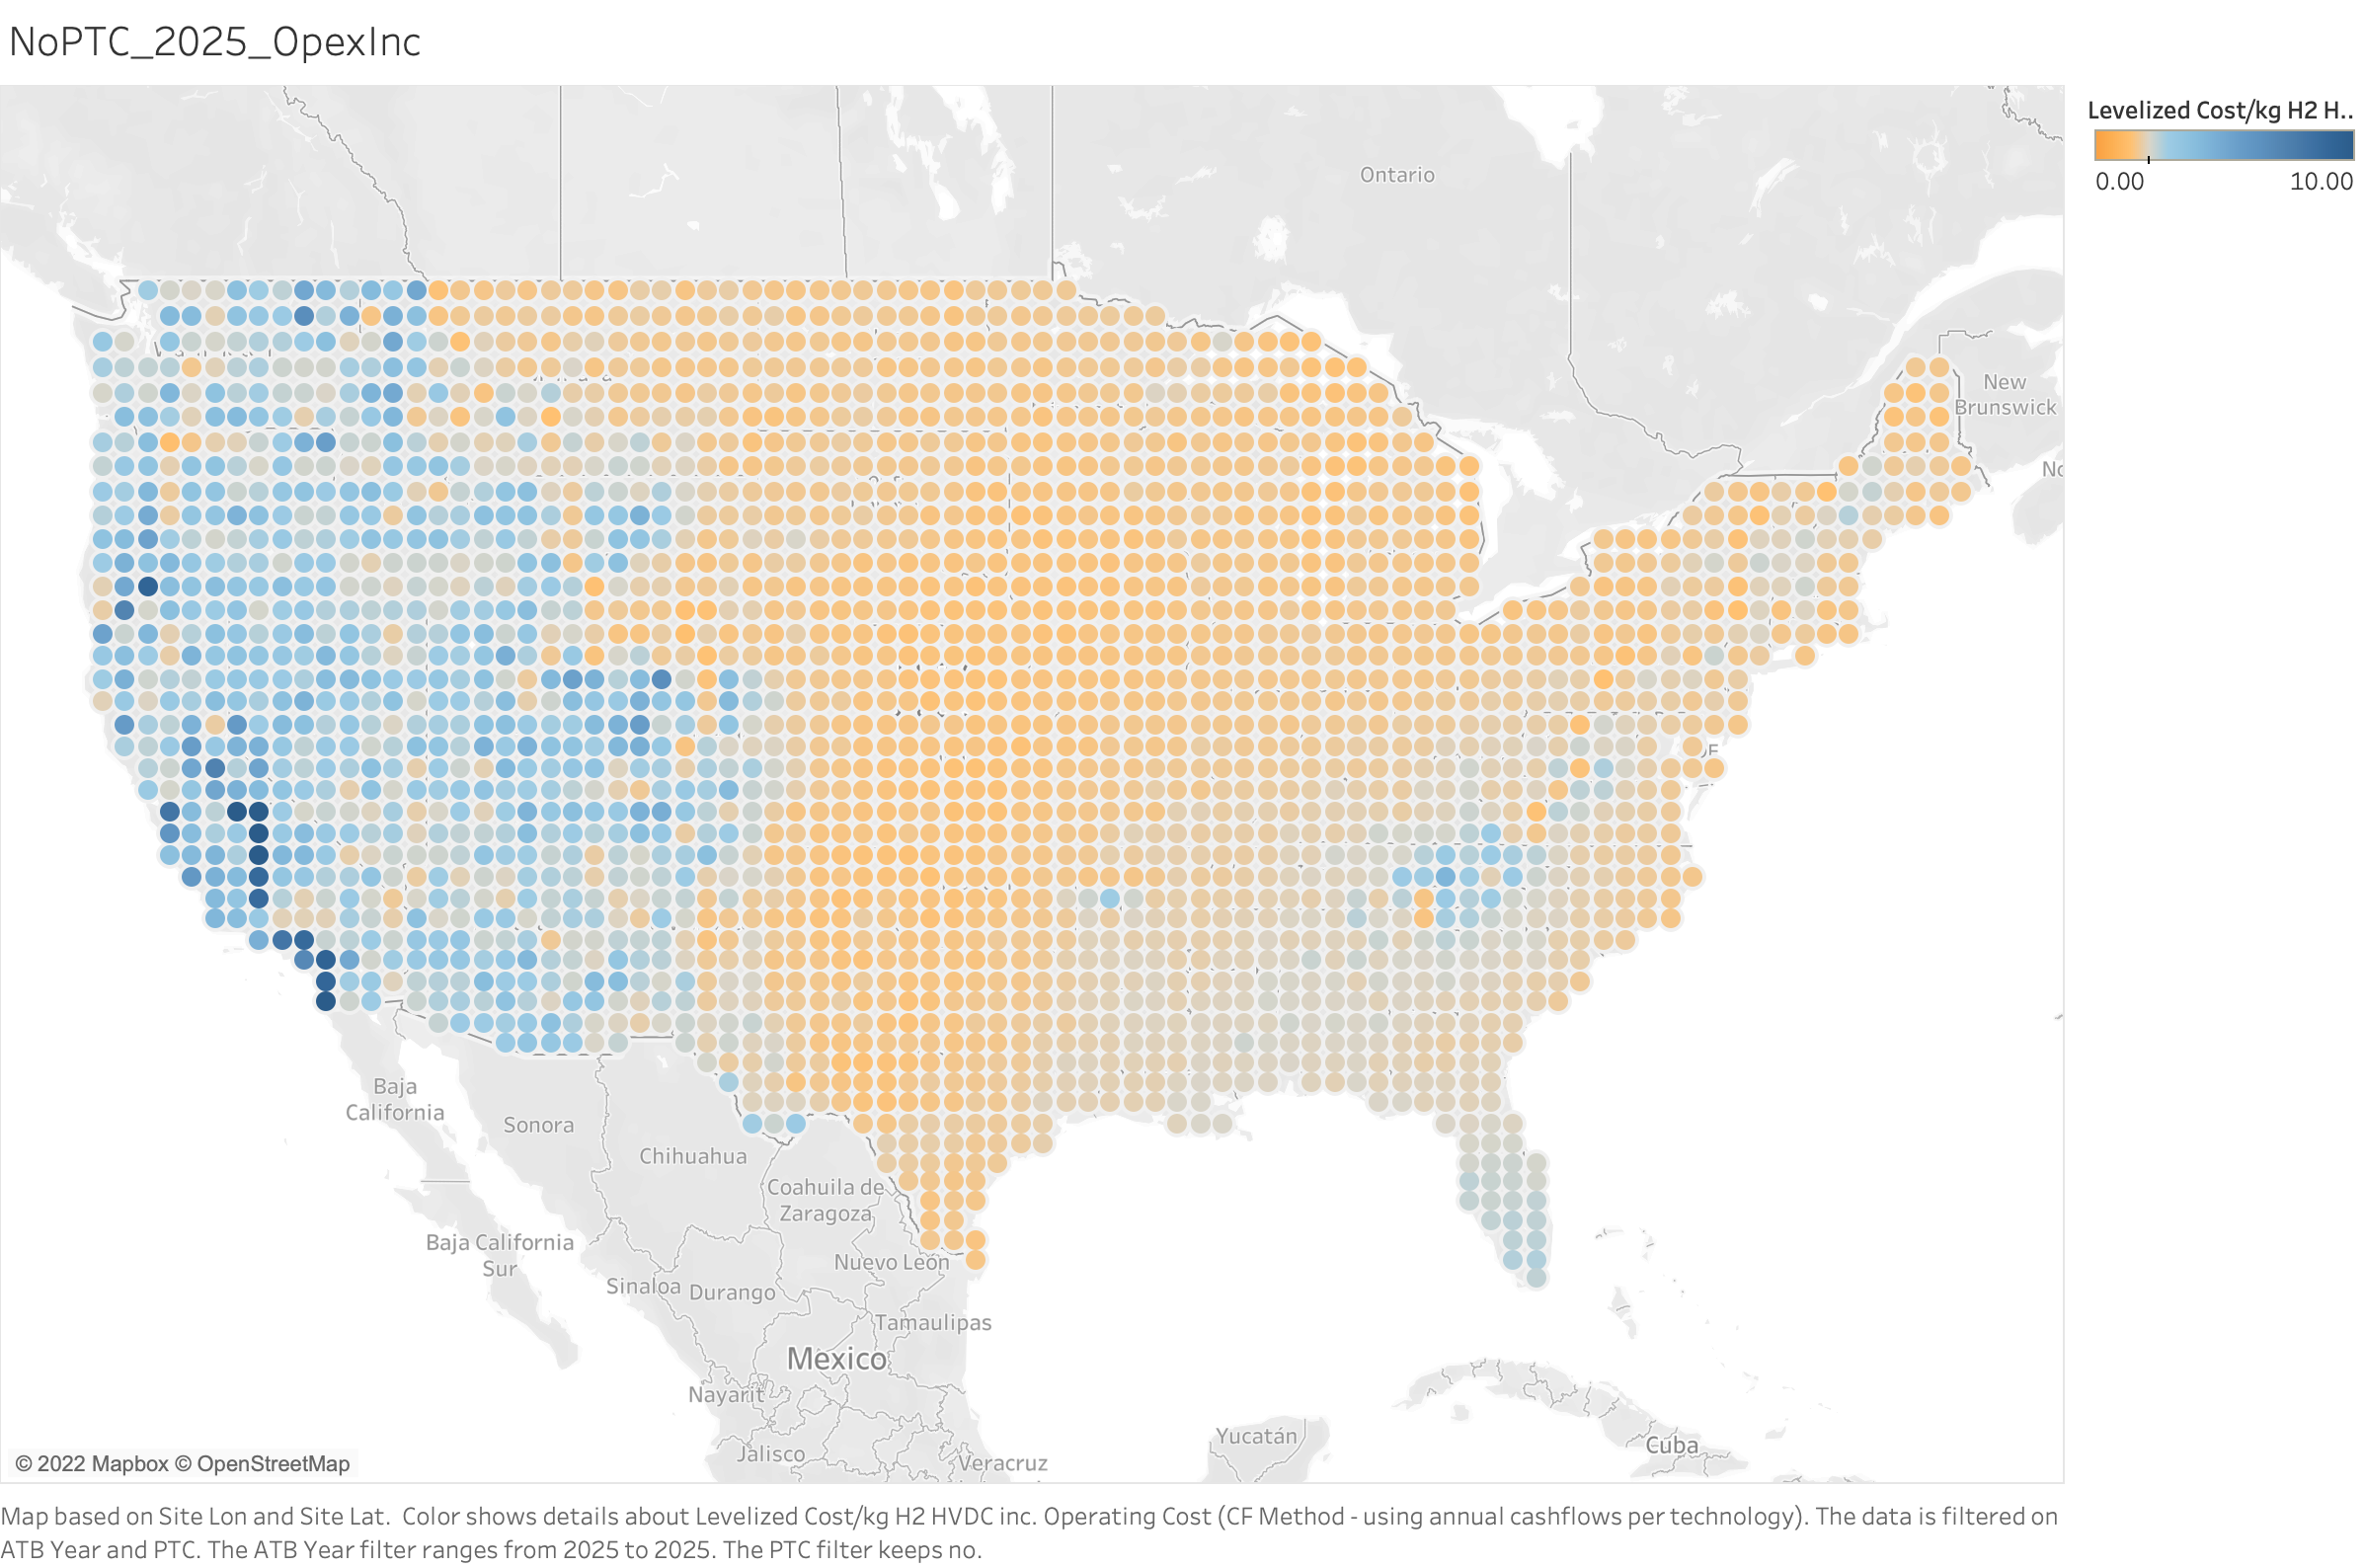 NoPTC_2025_OpexInc
Levelized Cost/kg H2 H..
0.00
10.00
Ontario
New
Brunswick
Baja
California
Sonora
Chihuahua
Coahuila de
Zaragoza
Baja California
Sur
Nuevo León
Sinaloa
Durango
Tamaulipas
Mexico
Nayarit
Jalisco
Veracruz
Yucatán
Cuba
© 2022 Mapbox © OpenStreetMap
Map based on Site Lon and Site Lat. Color shows details about Levelized Cost/kg H2 HVDC inc. Operating Cost (CF Method - using annual cashflows per technology). The data is filtered on
ATB Year and PTC. The ATB Year filter ranges from 2025 to 2025. The PTC filter keeps no.